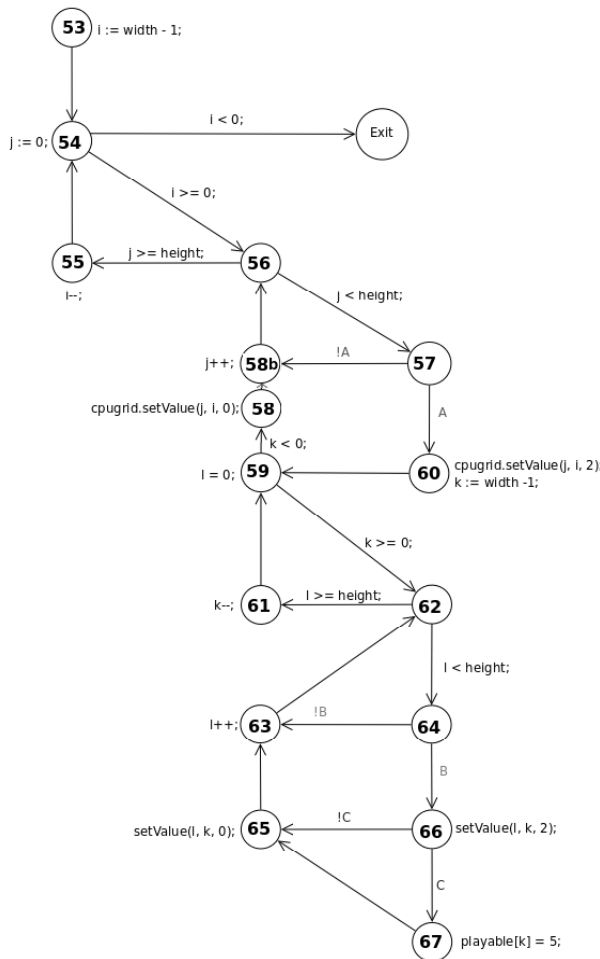 53 i := width - 1;
i < 0;
Exit
j := 0; 54
i >= 0;
55 j >= height; 56
i--;
j < height;
j++; 58b !A 57
cpugrid.setValue(j, i, 0); 58 A
k < 0;
l = 0; 59 60 cpugrid.setValue(j, i, 2);
k := width -1;
k >= 0;
k--; 61 l >= height; 62
l < height;
l++; 63 !B 64
B
setValue(l, k, 0); 65 !C 66 setValue(l, k, 2);
C
67 playable[k] = 5;